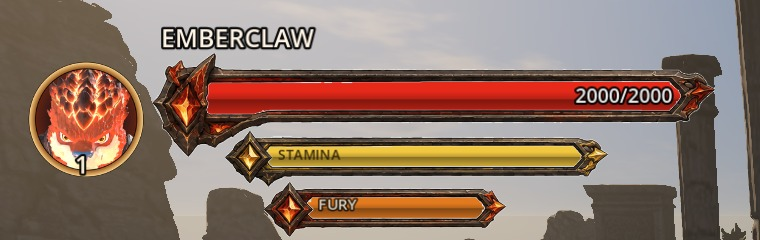 EMBERCLAW
2000/2000
1
STAMINA
FURY